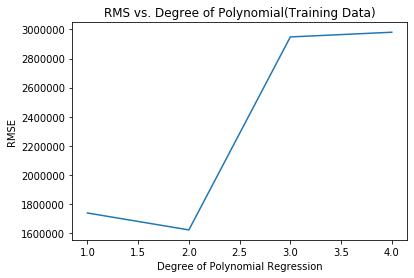 RMS vs. Degree of Polynomial(Training Data)
3000000
2800000
2600000
2400000
2200000
2000000
1800000
1600000
RMSE
1.0 1.5 2.0 2.5 3.0 3.5 4.0
Degree of Polynomial Regression